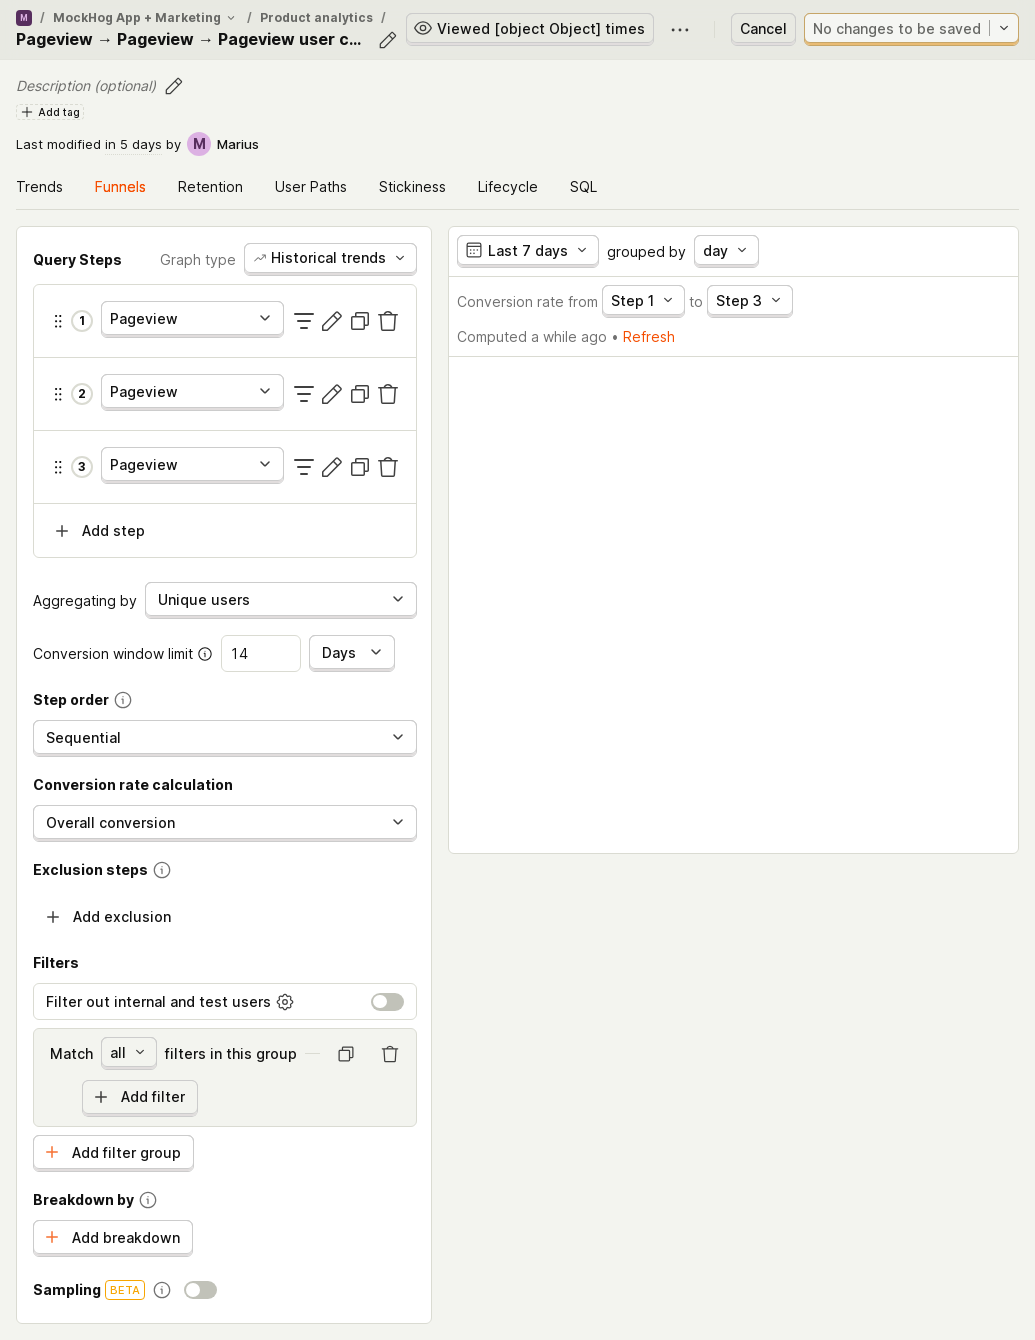 M / MockHog App + Marketing / Product analytics /
Pageview → Pageview → Pageview user c...
Viewed [object Object] times
Cancel
No changes to be saved
Description (optional)
Add tag
Last modified in 5 days by M Marius
Trends Funnels Retention User Paths Stickiness Lifecycle SQL
Query Steps Graph type Historical trends
1 Pageview
2 Pageview
3 Pageview
Add step
Aggregating by Unique users
Conversion window limit 14 Days
Step order
Sequential
Conversion rate calculation
Overall conversion
Exclusion steps
Add exclusion
Filters
Filter out internal and test users
Match all filters in this group
Add filter
Add filter group
Breakdown by
Add breakdown
Sampling BETA
Last 7 days grouped by day
Conversion rate from Step 1 to Step 3
Computed a while ago • Refresh